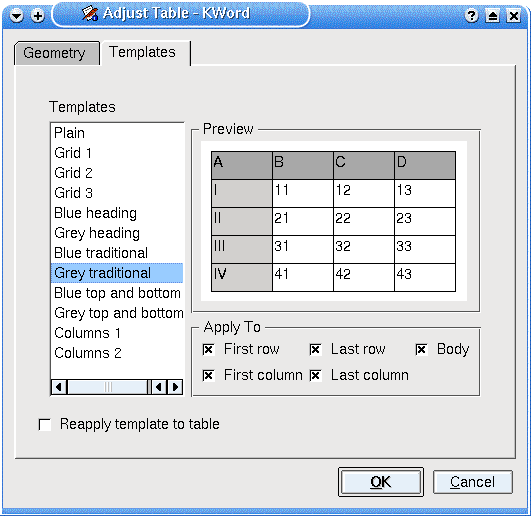 Adjust Table - KWord
Geometry
Templates
Templates
Plain
Grid 1
Grid 2
Grid 3
Blue heading
Grey heading
Blue traditional
Grey traditional
Blue top and bottom
Grey top and bottom
Columns 1
Columns 2
Preview
A B C D
I 11 12 13
II 21 22 23
III 31 32 33
IV 41 42 43
Apply To
First row Last row Body
First column Last column
Reapply template to table
OK Cancel